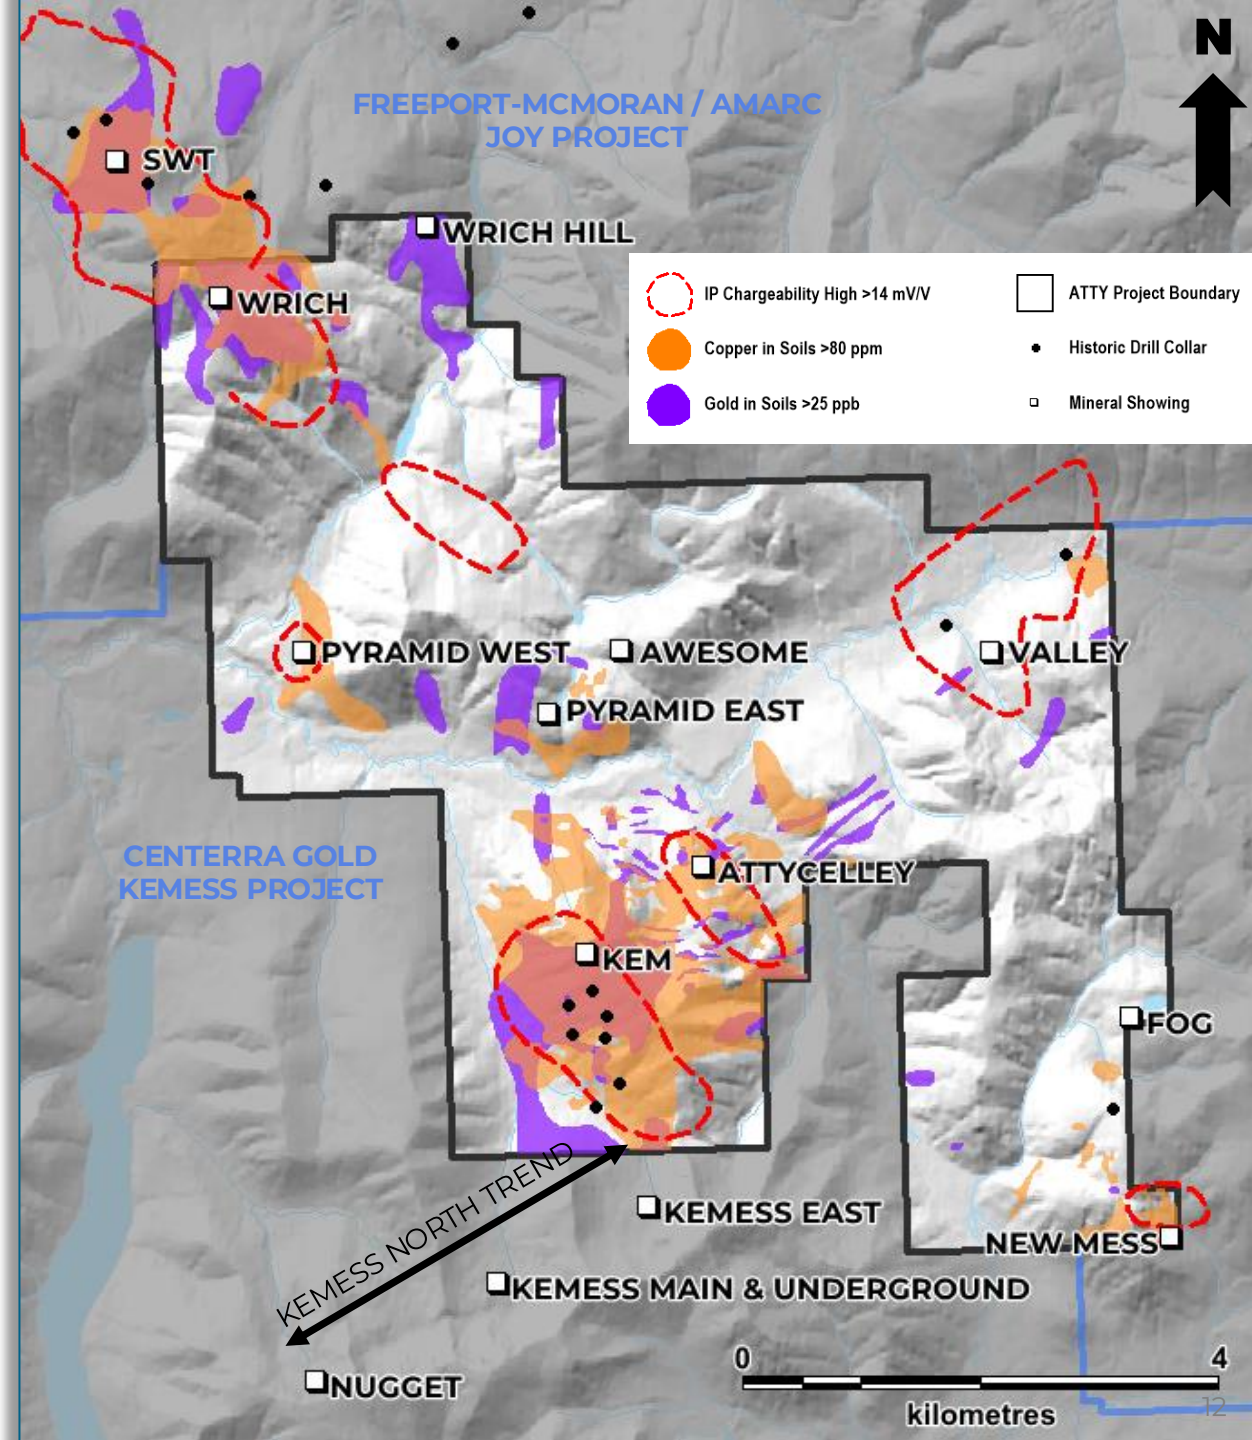 N
FREEPORT-MCMORAN / AMARC
JOY PROJECT
SWT
WRICH HILL
IP Chargeability High >14 mV/V
ATTY Project Boundary
WRICH
Copper in Soils >80 ppm
Historic Drill Collar
Gold in Soils >25 ppb
Mineral Showing
PYRAMID WEST
AWESOME
VALLEY
PYRAMID EAST
CENTERRA GOLD
KEMESS PROJECT
ATTYCELLEY
KEM
FOG
KEMESS NORTH TREND
KEMESS EAST
NEW MESS
KEMESS MAIN & UNDERGROUND
NUGGET
0 4
kilometres
12